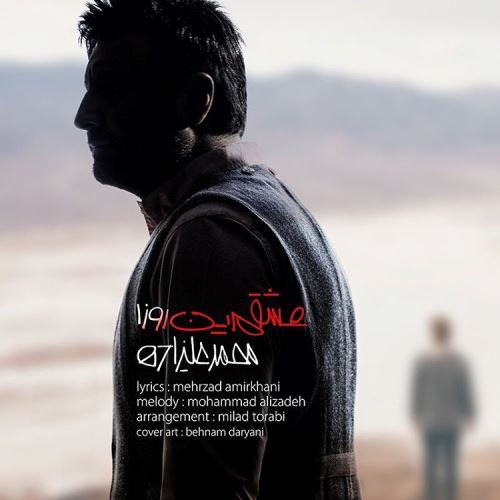 عشق این روزا
محمد علیزاده
lyrics : mehrzad amirkhani
melody : mohammad alizadeh
arrangement : milad torabi
cover art : behnam daryani